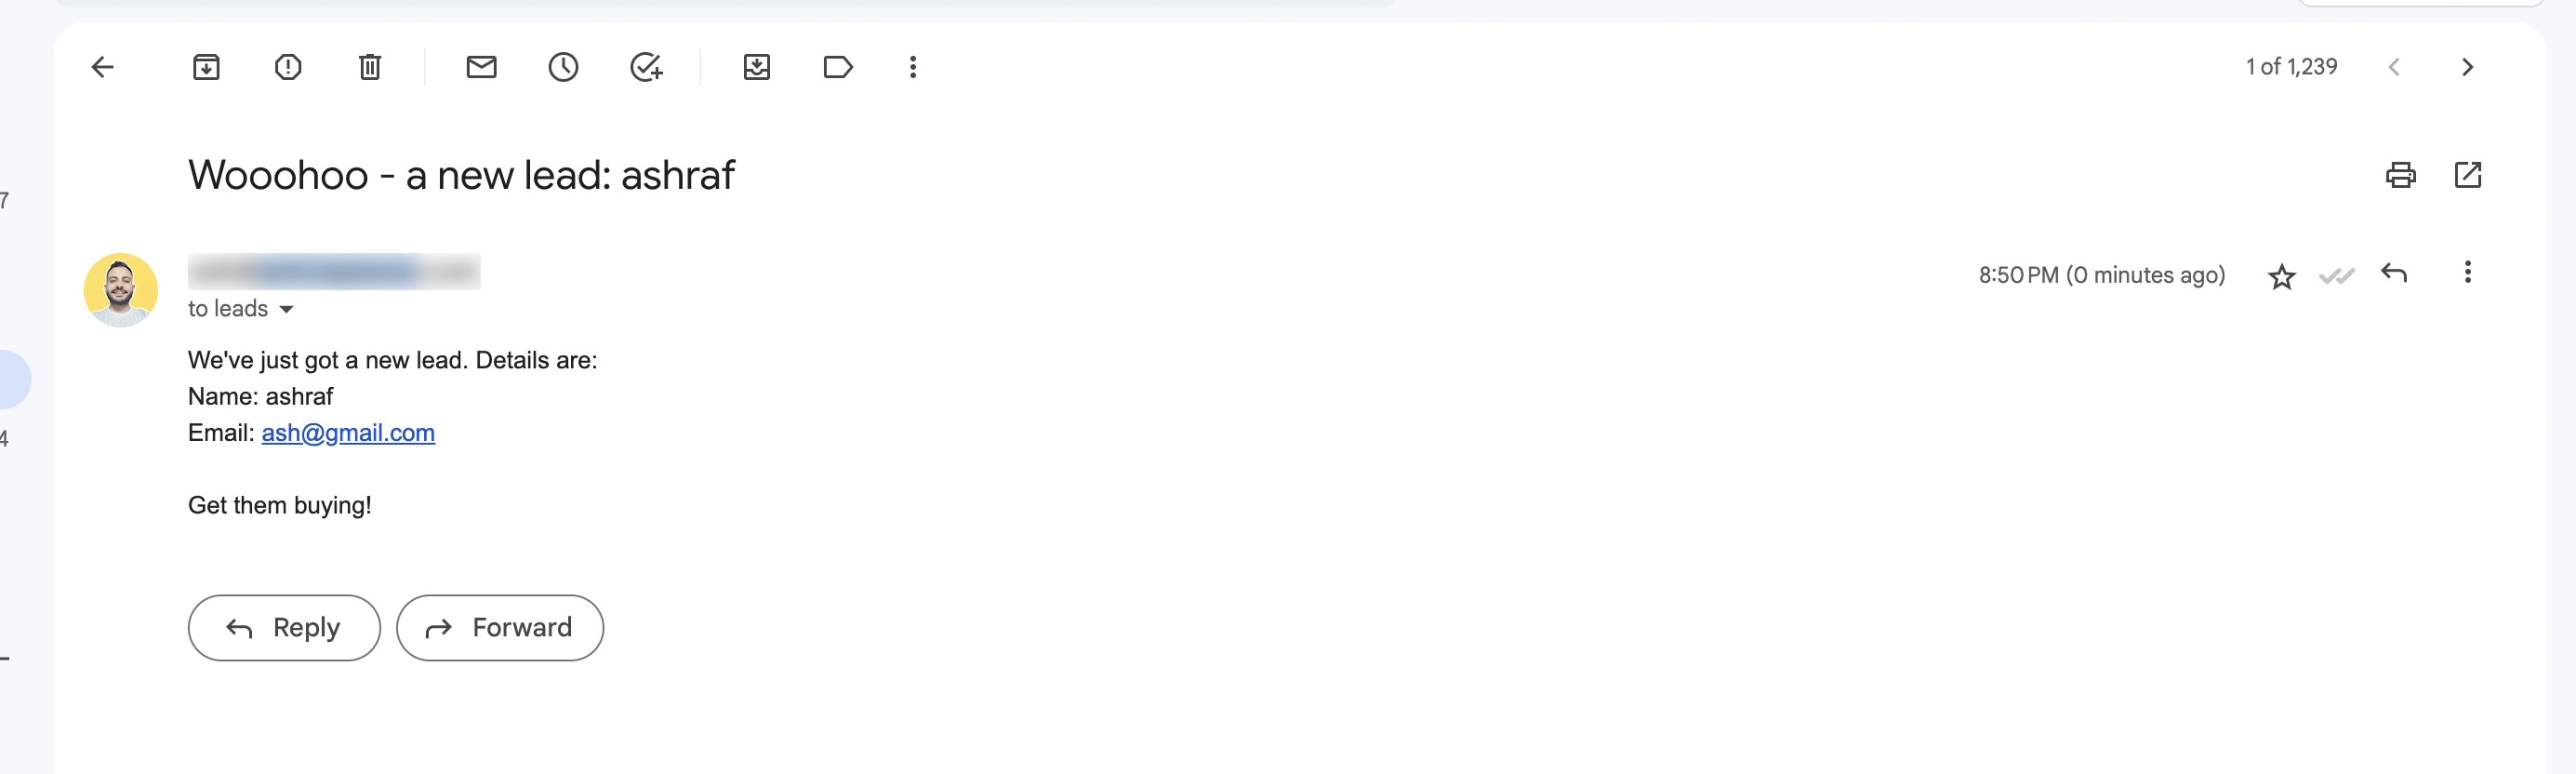 1 of 1,239
Wooohoo - a new lead: ashraf
7
8:50 PM (0 minutes ago)
to leads
We've just got a new lead. Details are:
Name: ashraf
Email: ash@gmail.com
4
Get them buying!
Reply
Forward